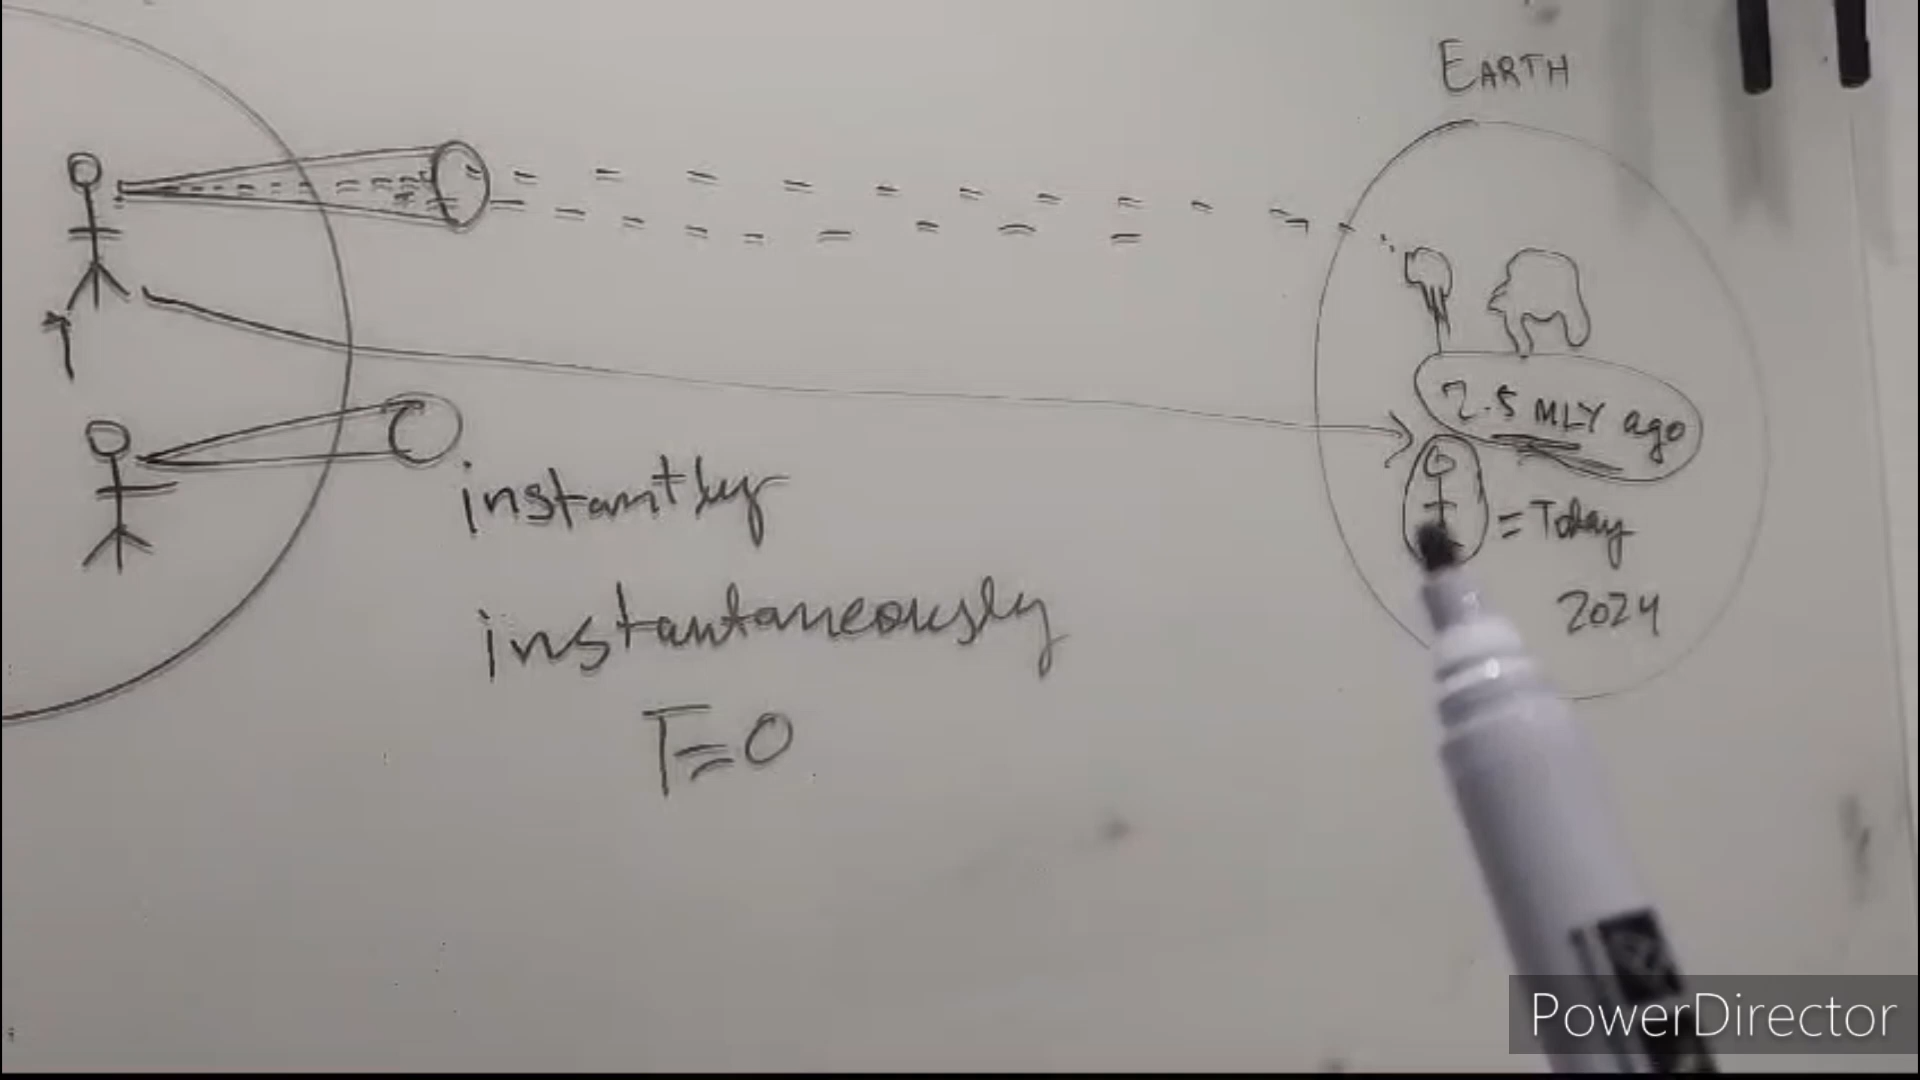 EARTH
2.5 MLY ago
= Today
2024
instantly
instantaneously
T=0
PowerDirector